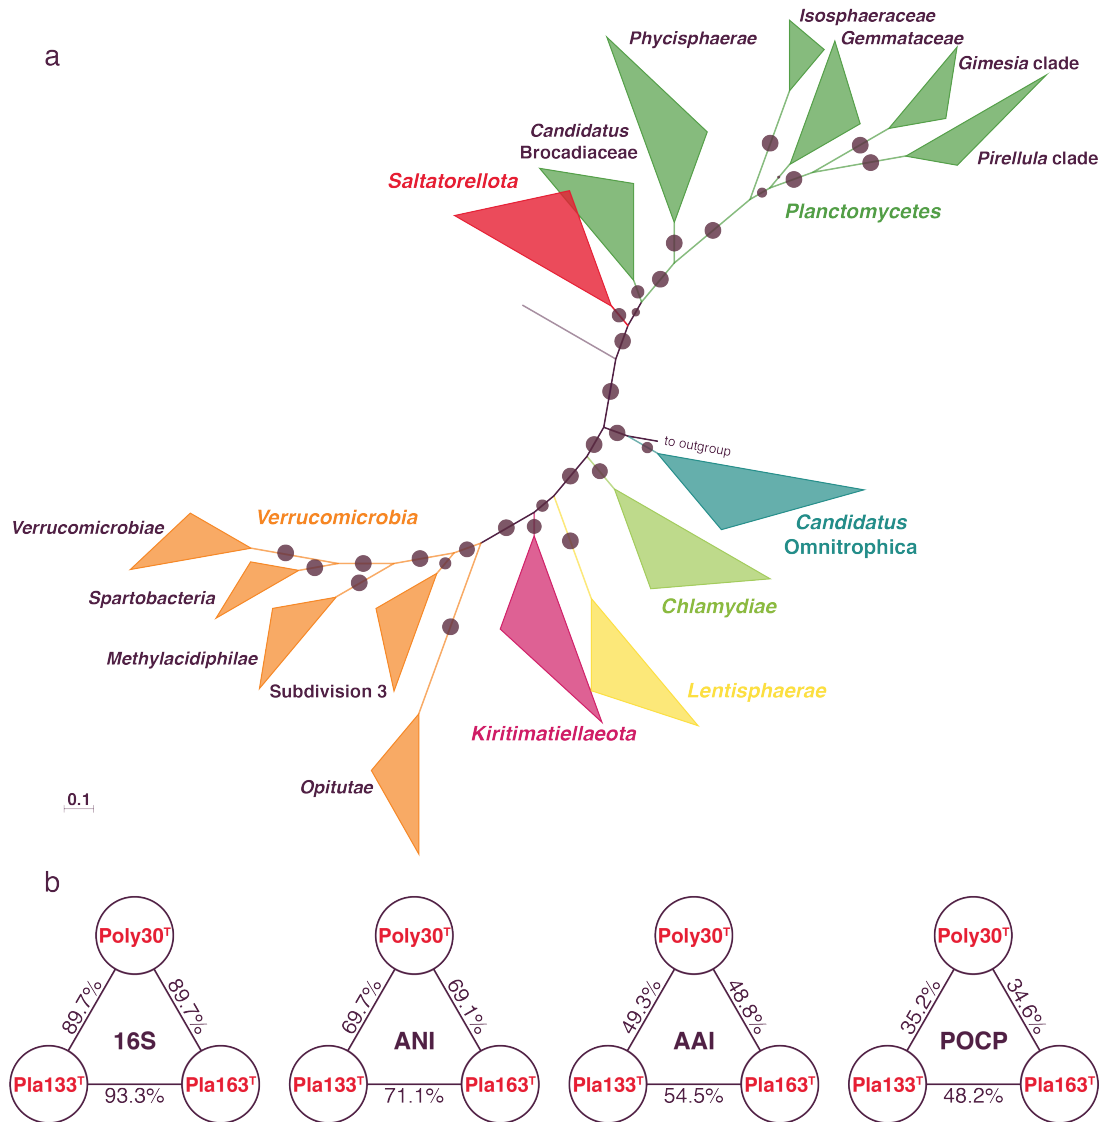 a
Isosphaeraceae
Phycisphaerae
Gemmataceae
Gimesia clade
Candidatus
Brocadiaceae
Pirellula clade
Saltatorellota
Planctomycetes
to outgroup
Verrucomicrobiae
Verrucomicrobia
Candidatus
Omnitrophica
Spartobacteria
Chlamydiae
Methylacidiphilae
Subdivision 3
Lentisphaerae
Kiritimatiellaeota
Opitutae
0.1
b
Poly30ᵀ
89.7%
89.7%
16S
Pla133ᵀ
Pla163ᵀ
93.3%
Poly30ᵀ
69.7%
69.1%
ANI
Pla133ᵀ
Pla163ᵀ
71.1%
Poly30ᵀ
49.3%
48.8%
AAI
Pla133ᵀ
Pla163ᵀ
54.5%
Poly30ᵀ
35.2%
34.6%
POCP
Pla133ᵀ
Pla163ᵀ
48.2%